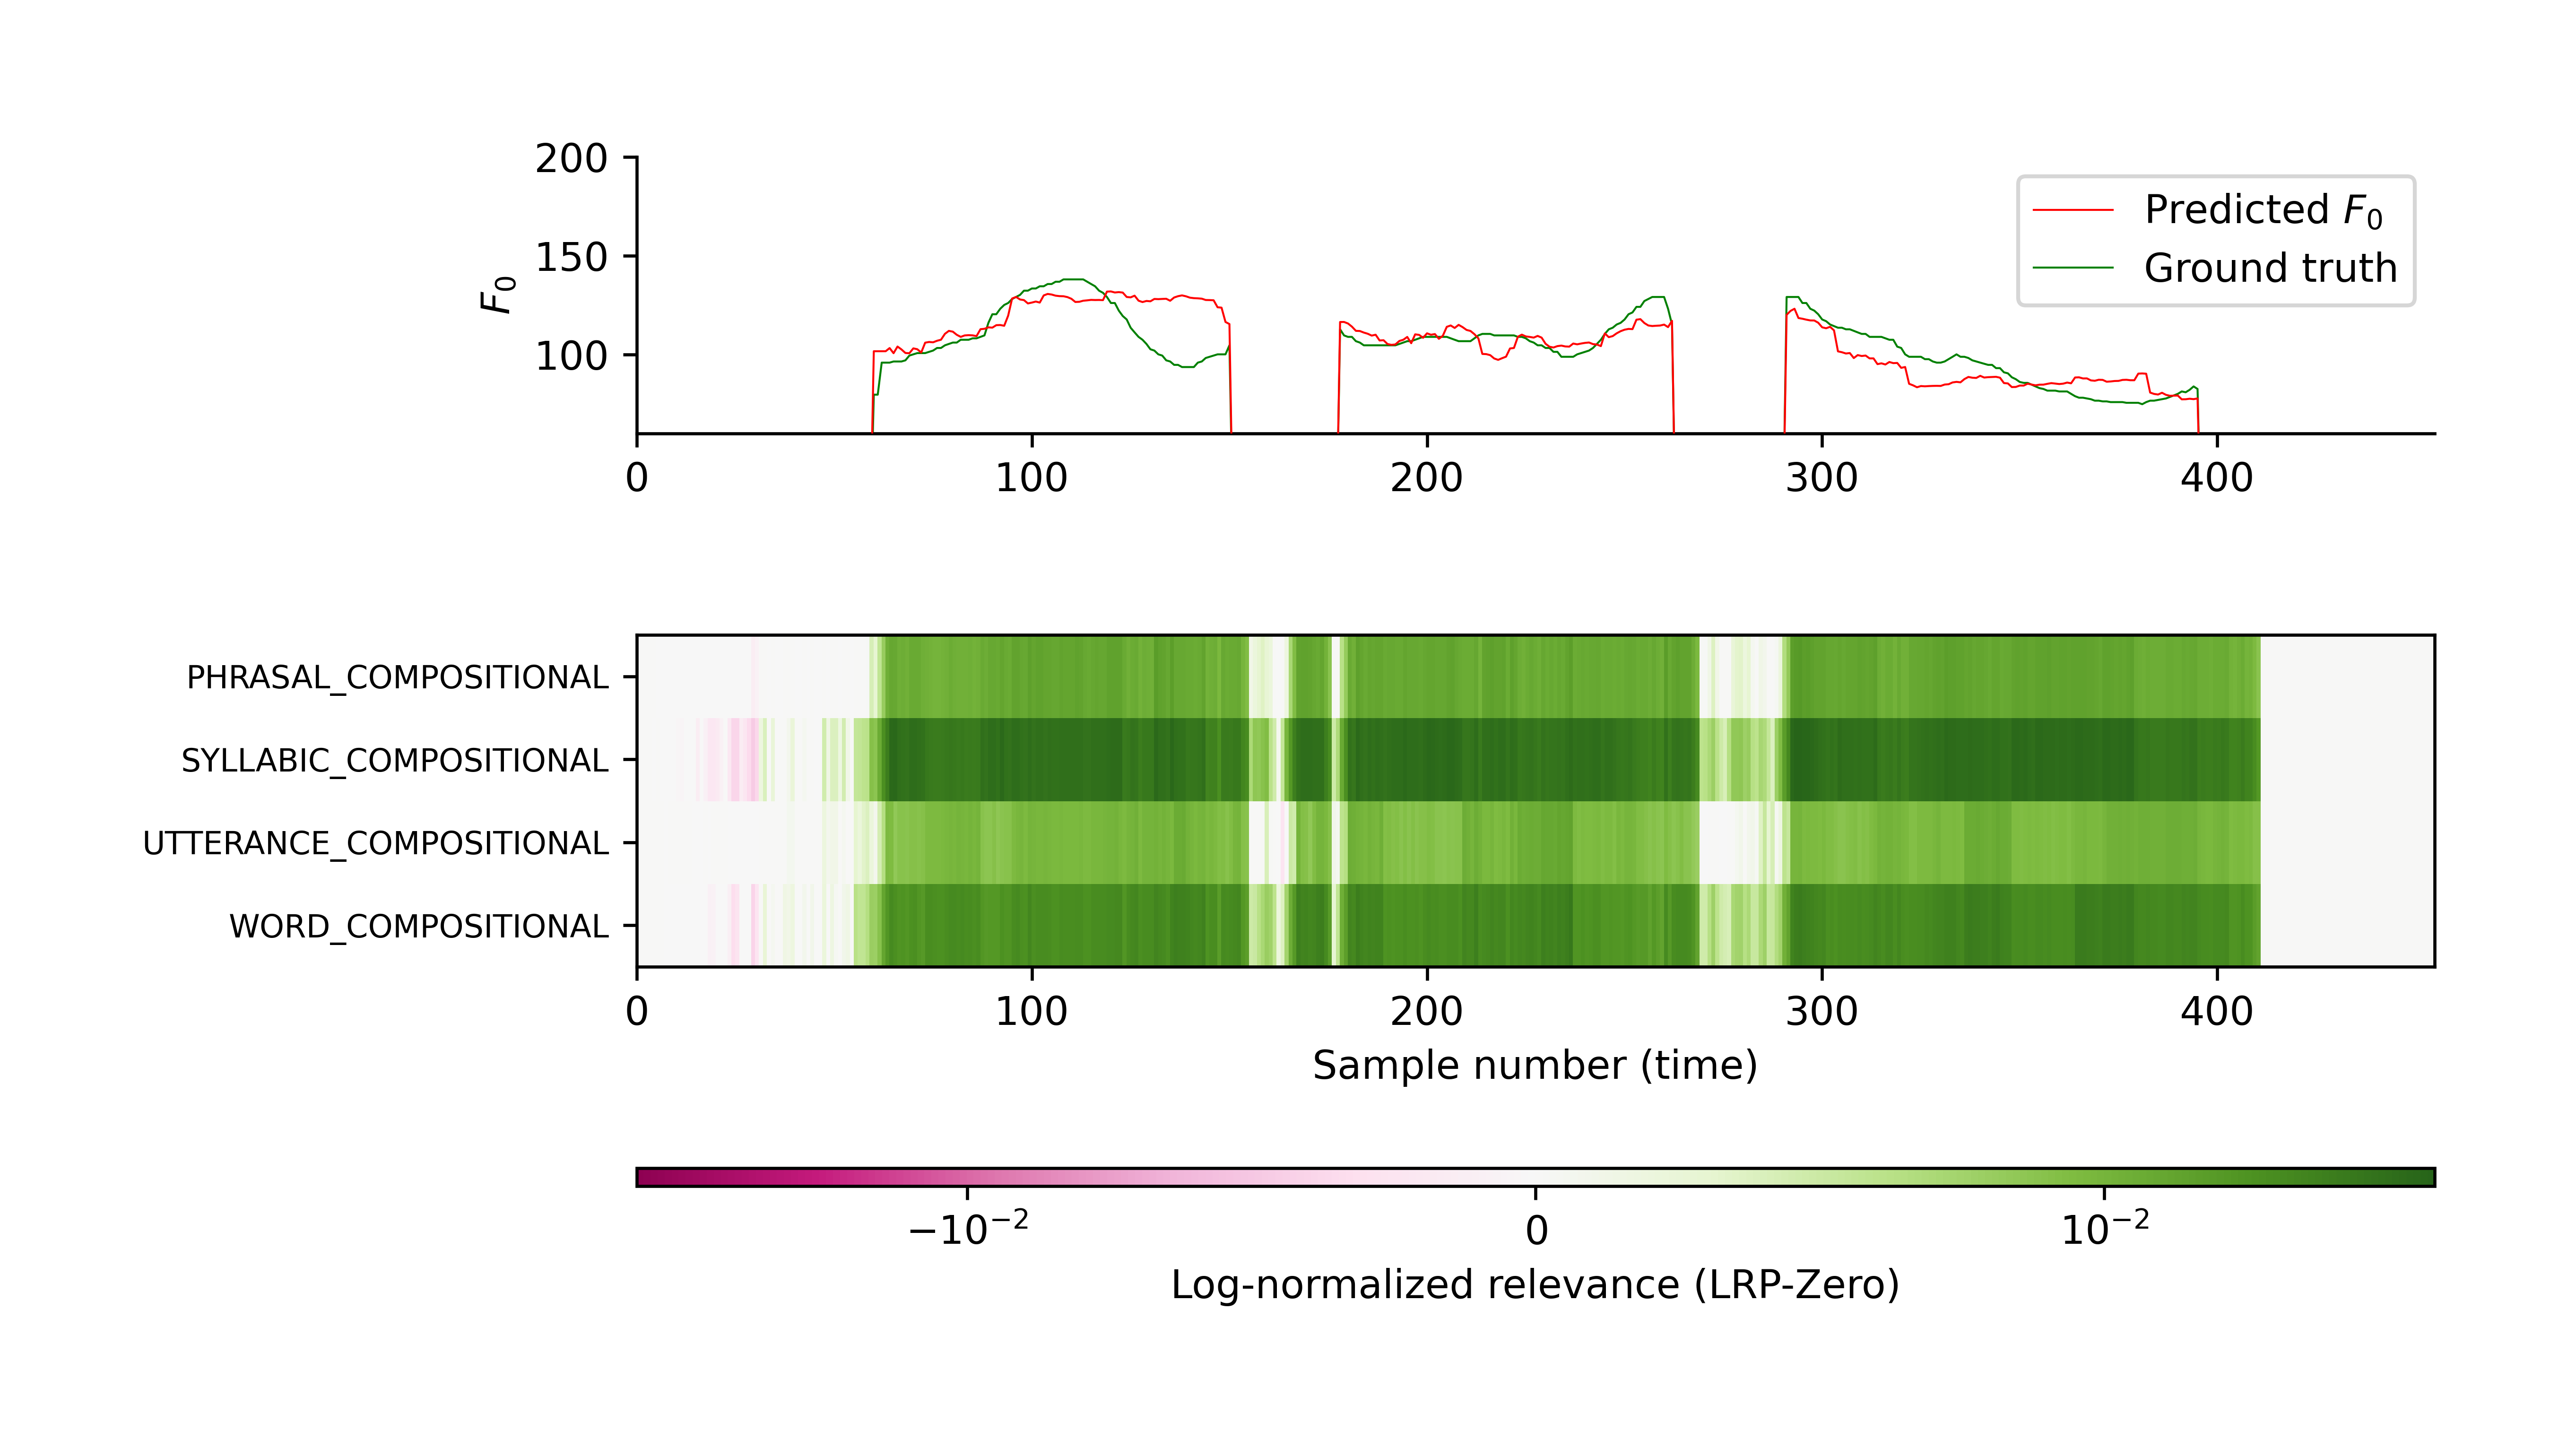 200
150
100
F₀
Predicted F₀
Ground truth
0 100 200 300 400
PHRASAL_COMPOSITIONAL
SYLLABIC_COMPOSITIONAL
UTTERANCE_COMPOSITIONAL
WORD_COMPOSITIONAL
0 100 200 300 400
Sample number (time)
−10⁻² 0 10⁻²
Log-normalized relevance (LRP-Zero)